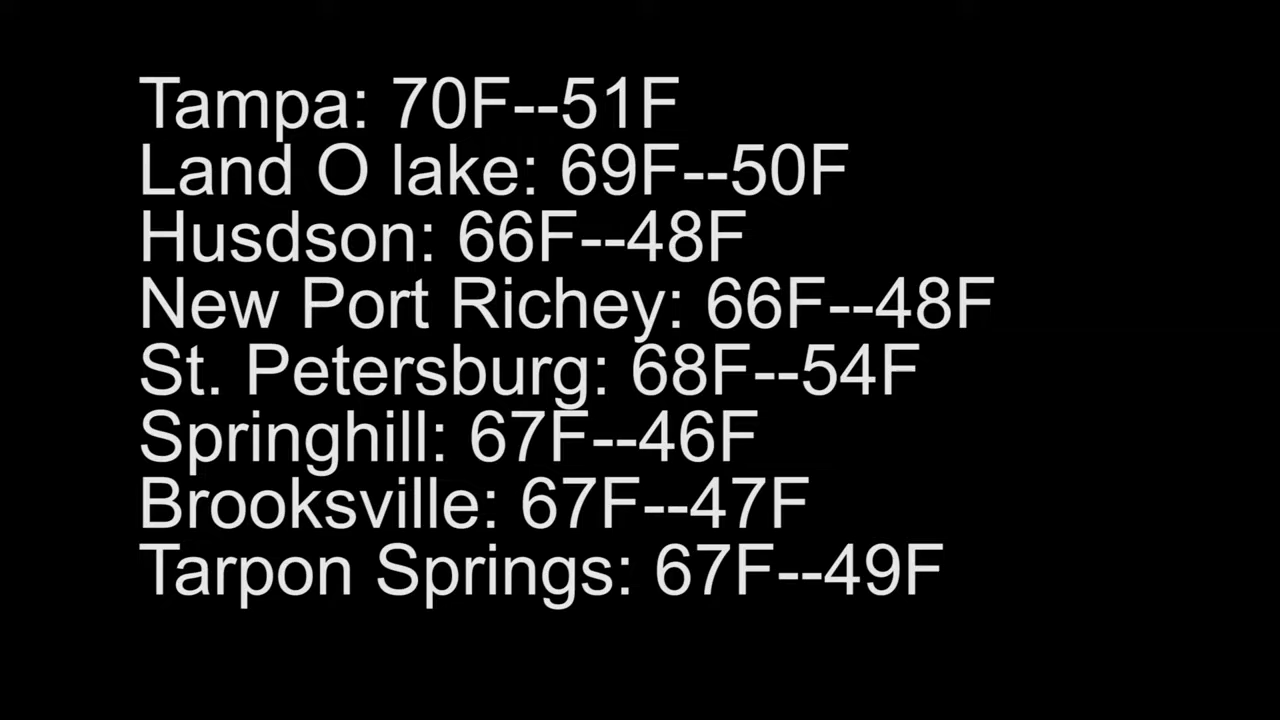 Tampa: 70F--51F
Land O lake: 69F--50F
Husdson: 66F--48F
New Port Richey: 66F--48F
St. Petersburg: 68F--54F
Springhill: 67F--46F
Brooksville: 67F--47F
Tarpon Springs: 67F--49F